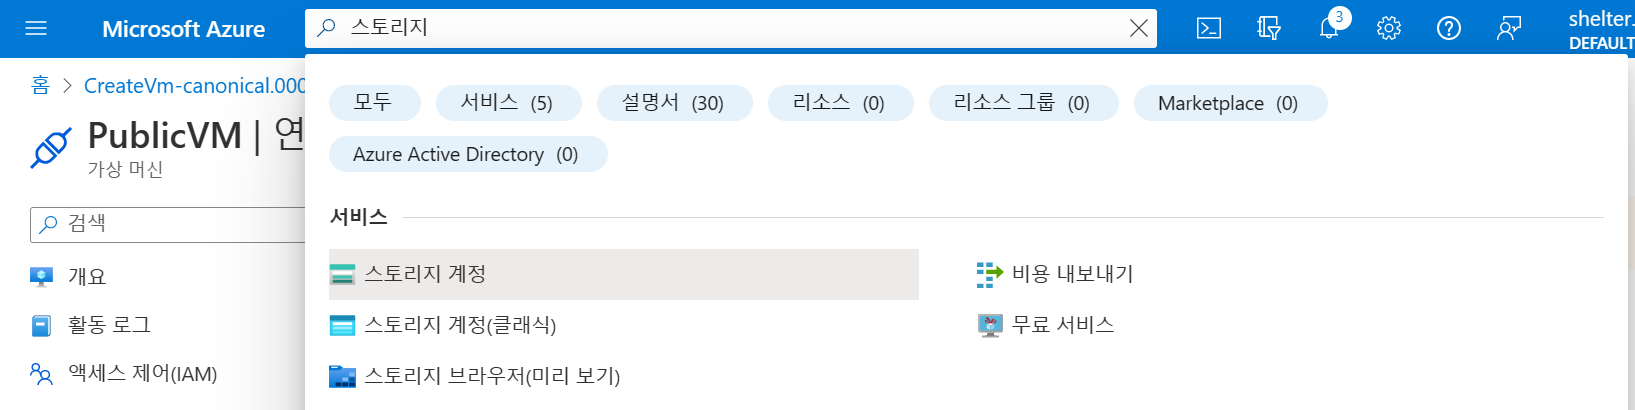 Microsoft Azure
스토리지
3
shelter.
DEFAULT
홈 > CreateVm-canonical.000
PublicVM | 연
가상 머신
검색
개요
활동 로그
액세스 제어(IAM)
모두
서비스 (5)
설명서 (30)
리소스 (0)
리소스 그룹 (0)
Marketplace (0)
Azure Active Directory (0)
서비스
스토리지 계정
비용 내보내기
스토리지 계정(클래식)
무료 서비스
스토리지 브라우저(미리 보기)